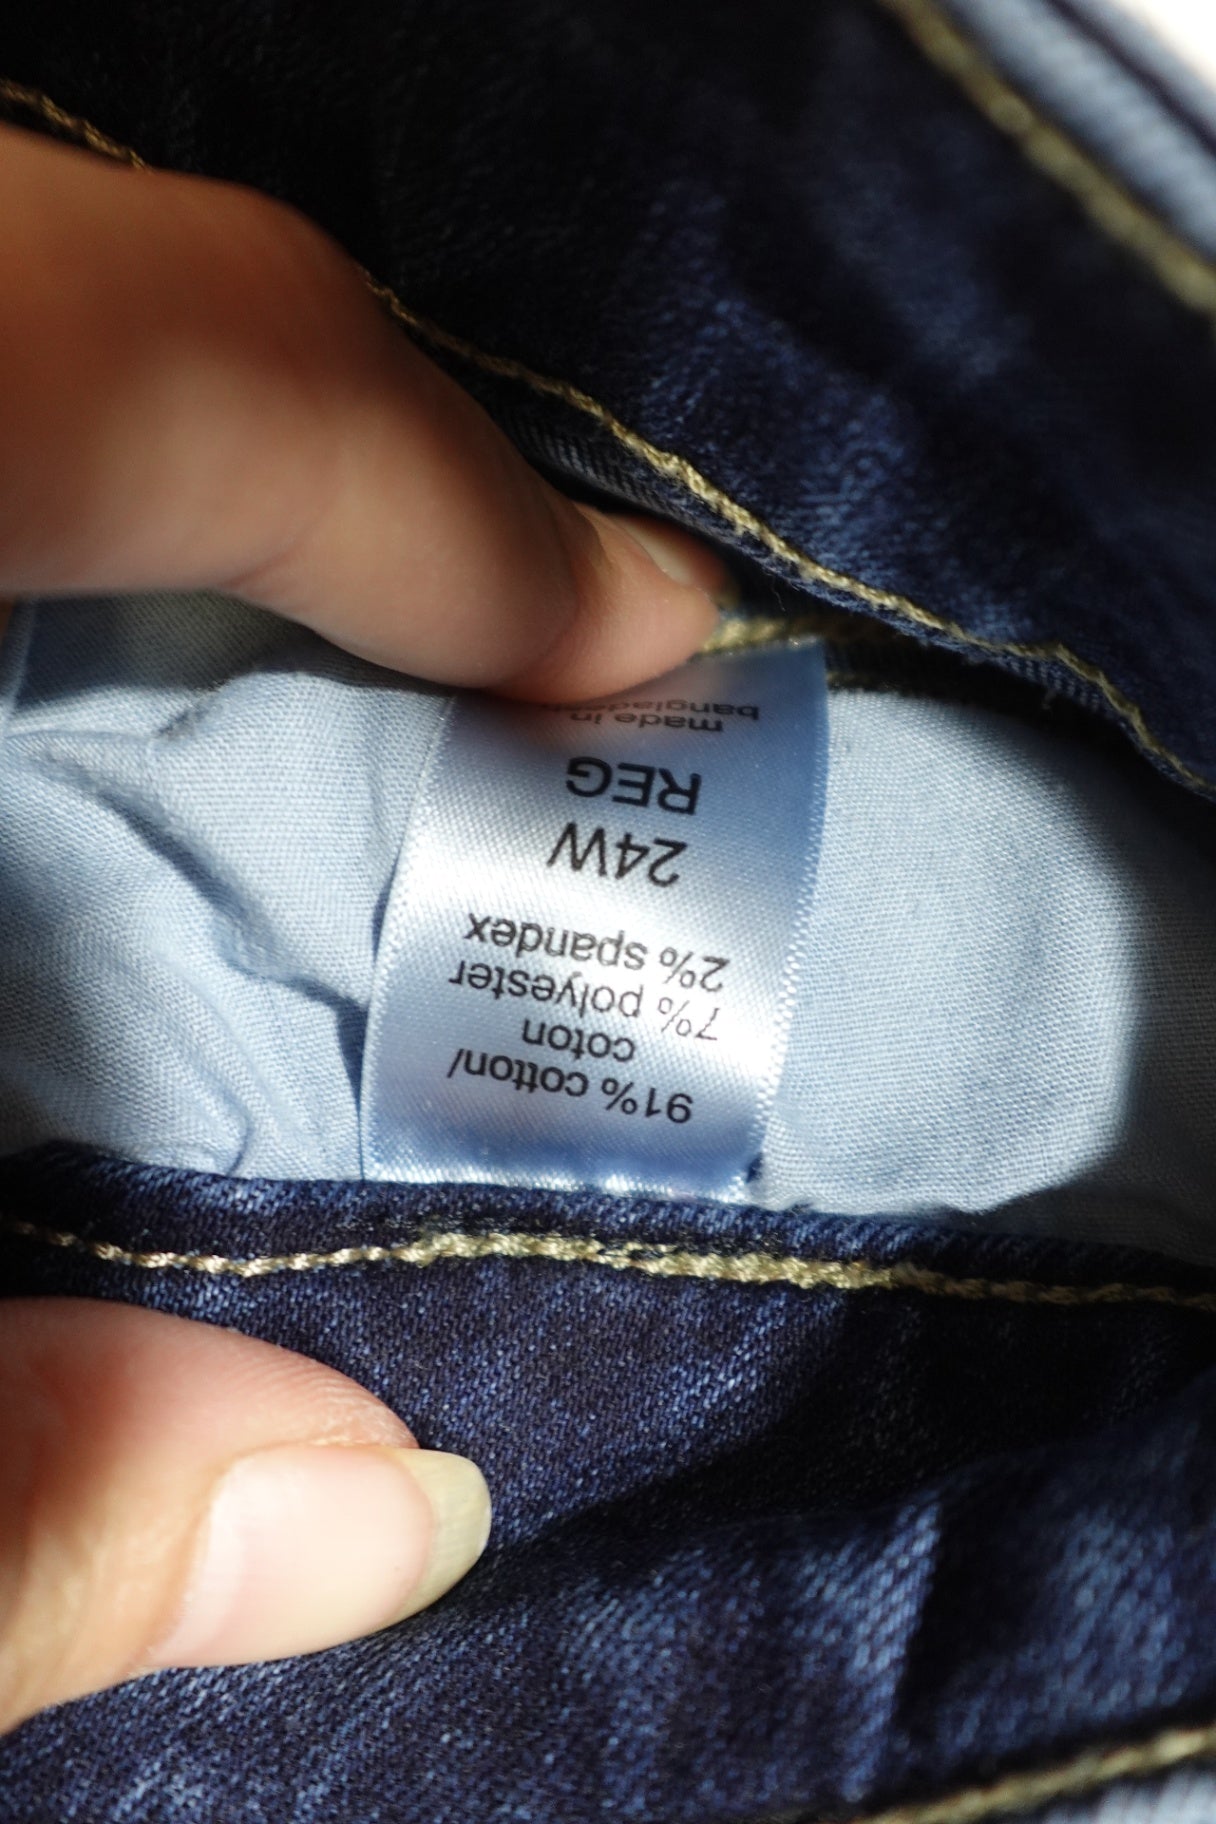 91% cotton/
coton
7% polyester
2% spandex
24W
REG
made in
bangladesh